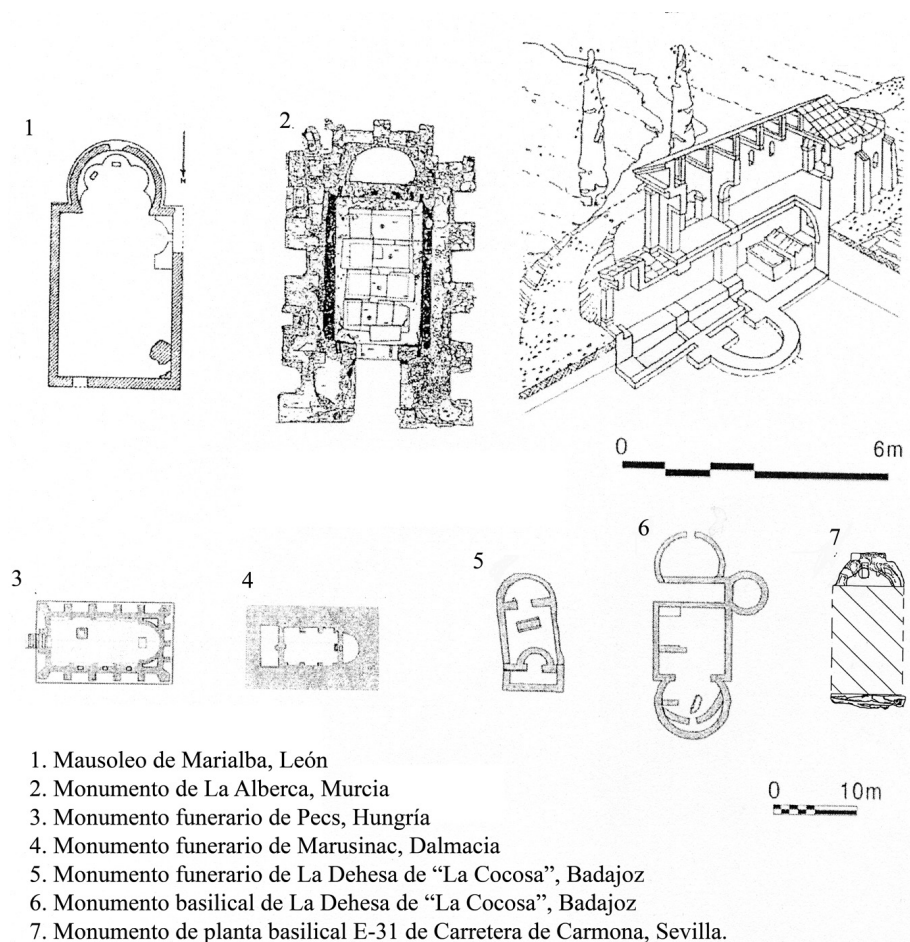 1
2
N
0 6m
3
4
5
6
7
0 10m
1. Mausoleo de Marialba, León
2. Monumento de La Alberca, Murcia
3. Monumento funerario de Pecs, Hungría
4. Monumento funerario de Marusinac, Dalmacia
5. Monumento funerario de La Dehesa de “La Cocosa”, Badajoz
6. Monumento basilical de La Dehesa de “La Cocosa”, Badajoz
7. Monumento de planta basilical E-31 de Carretera de Carmona, Sevilla.